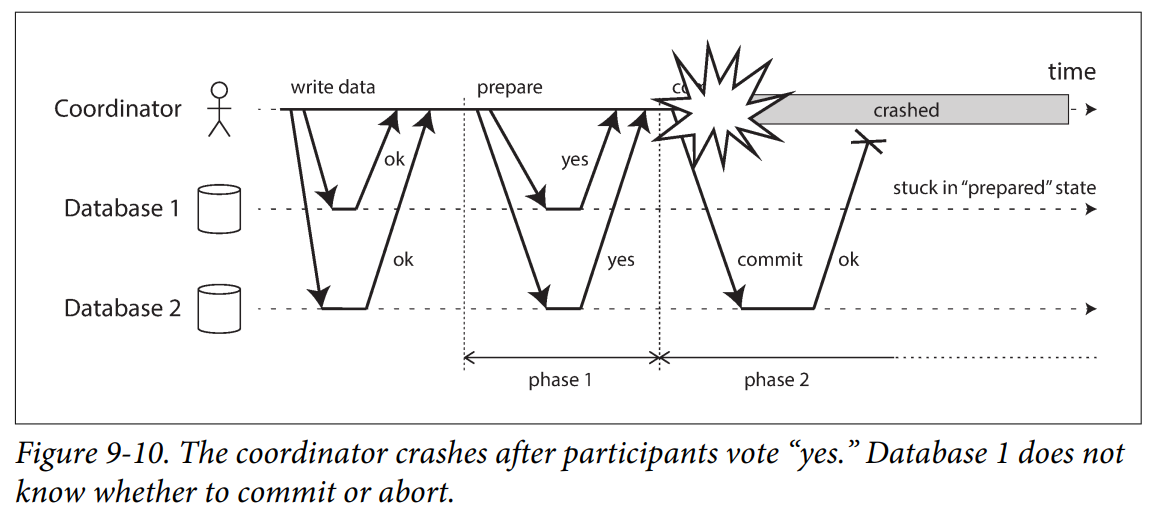 write data
prepare
time
Coordinator
crashed
ok
yes
stuck in “prepared” state
Database 1
ok
yes
commit
ok
Database 2
phase 1
phase 2
Figure 9-10. The coordinator crashes after participants vote “yes.” Database 1 does not
know whether to commit or abort.